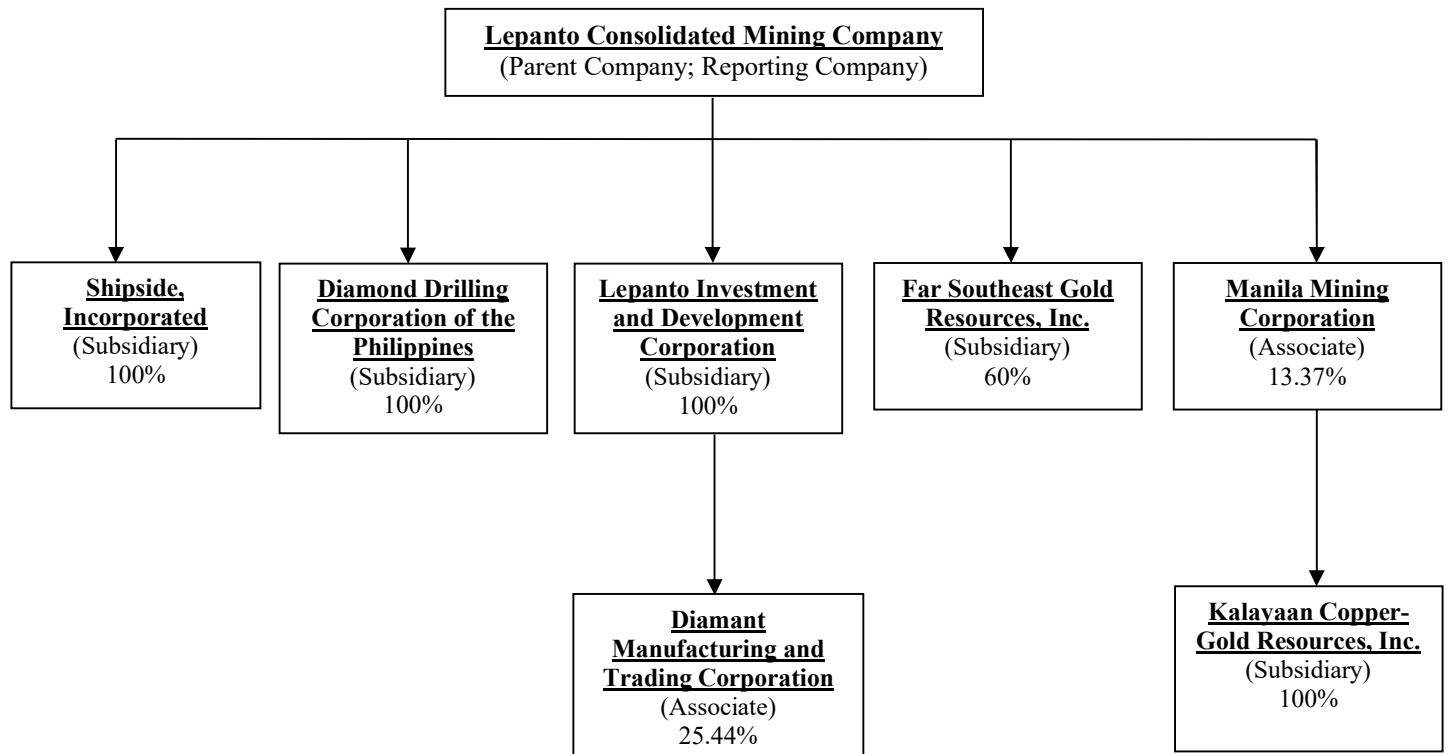 Lepanto Consolidated Mining Company
(Parent Company; Reporting Company)
Shipside,
Incorporated
(Subsidiary)
100%
Diamond Drilling
Corporation of the
Philippines
(Subsidiary)
100%
Lepanto Investment
and Development
Corporation
(Subsidiary)
100%
Far Southeast Gold
Resources, Inc.
(Subsidiary)
60%
Manila Mining
Corporation
(Associate)
13.37%
Diamant
Manufacturing and
Trading Corporation
(Associate)
25.44%
Kalayaan Copper-
Gold Resources, Inc.
(Subsidiary)
100%